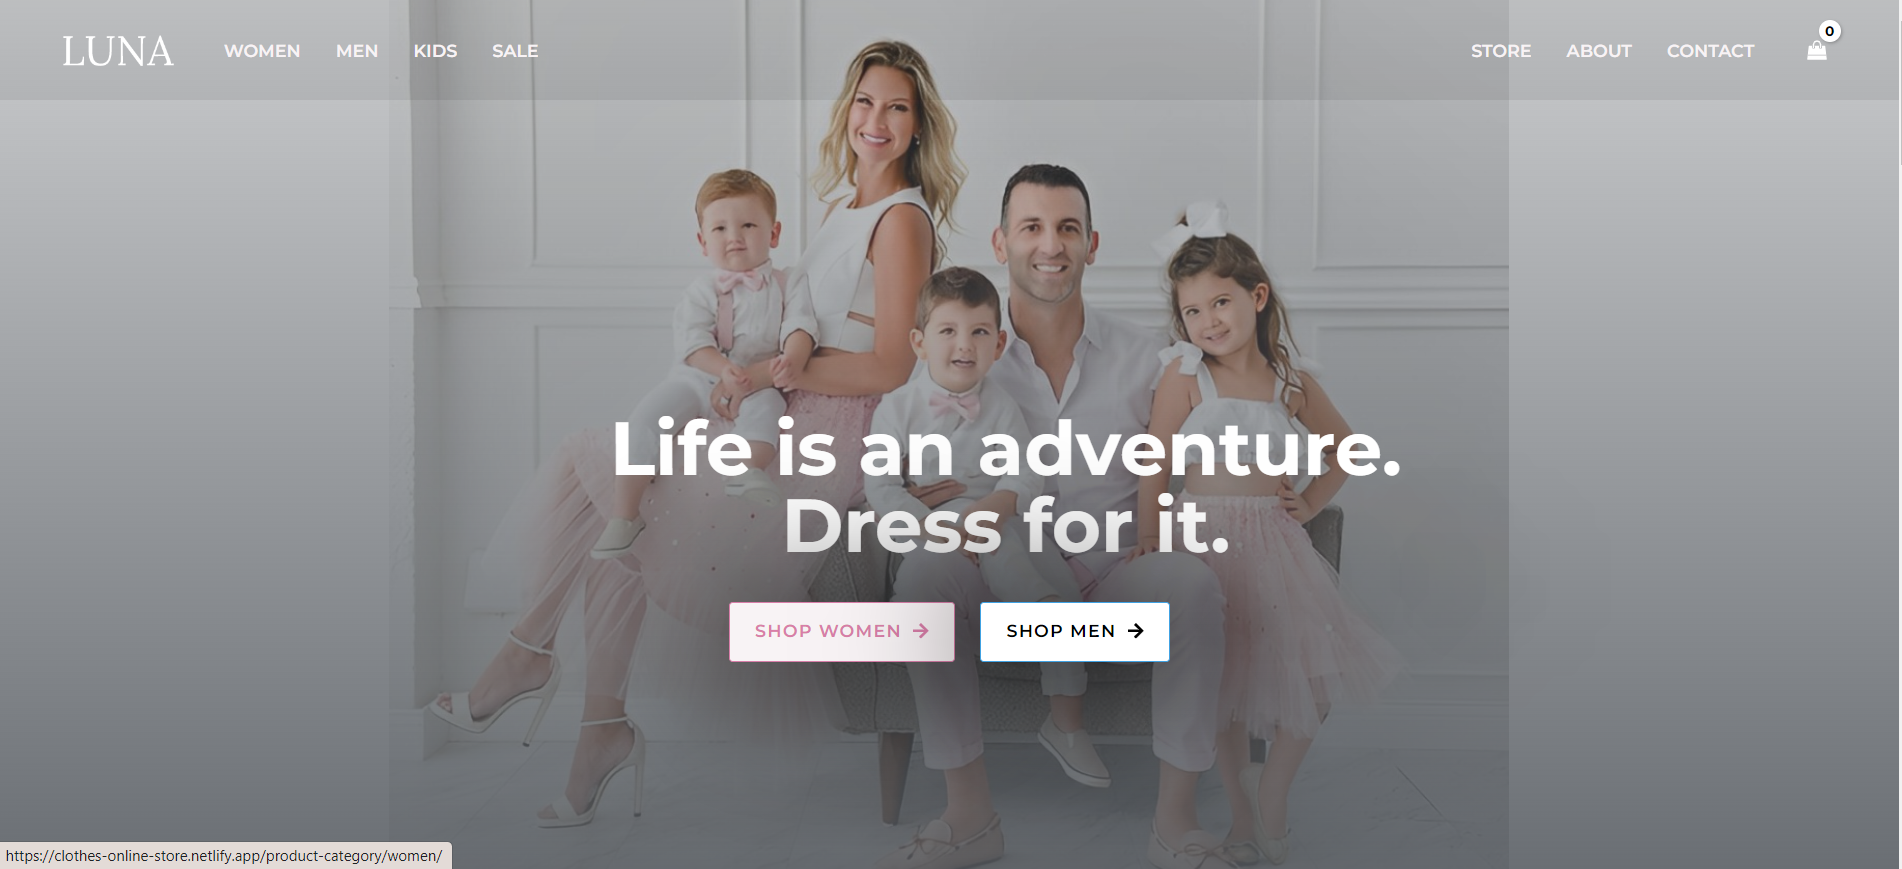 LUNA
WOMEN MEN KIDS SALE
STORE ABOUT CONTACT
0
Life is an adventure.
Dress for it.
SHOP WOMEN
SHOP MEN
https://clothes-online-store.netlify.app/product-category/women/